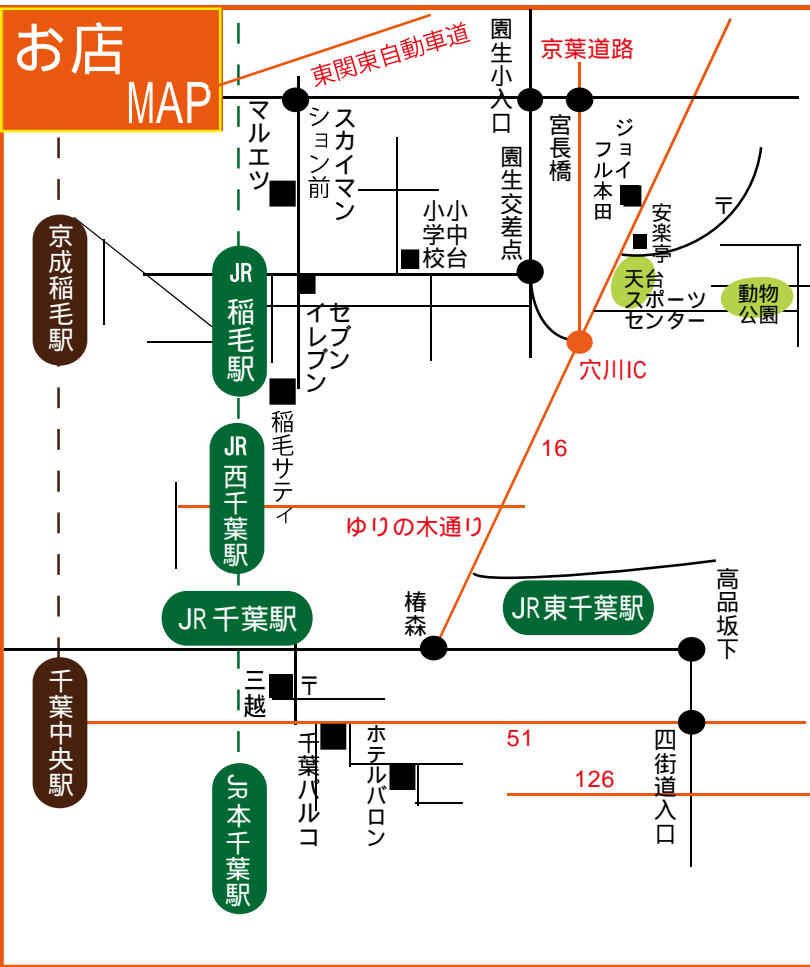 お店
MAP
東関東自動車道
園生小入口
京葉道路
マルエツ
スカイマン
ション前
宮長橋
ジョイ
フル本田
園生交差点
小中台
小学校
安楽亭
〒
京成稲毛駅
JR
稲毛駅
天台
スポーツ
センター
動物
公園
セブン
イレブン
穴川IC
稲毛サティ
16
JR
西千葉駅
ゆりの木通り
JR千葉駅
椿森
JR東千葉駅
高品坂下
千葉中央駅
三越
〒
千葉パルコ
ホテルバロン
51
四街道入口
126
JR本千葉駅